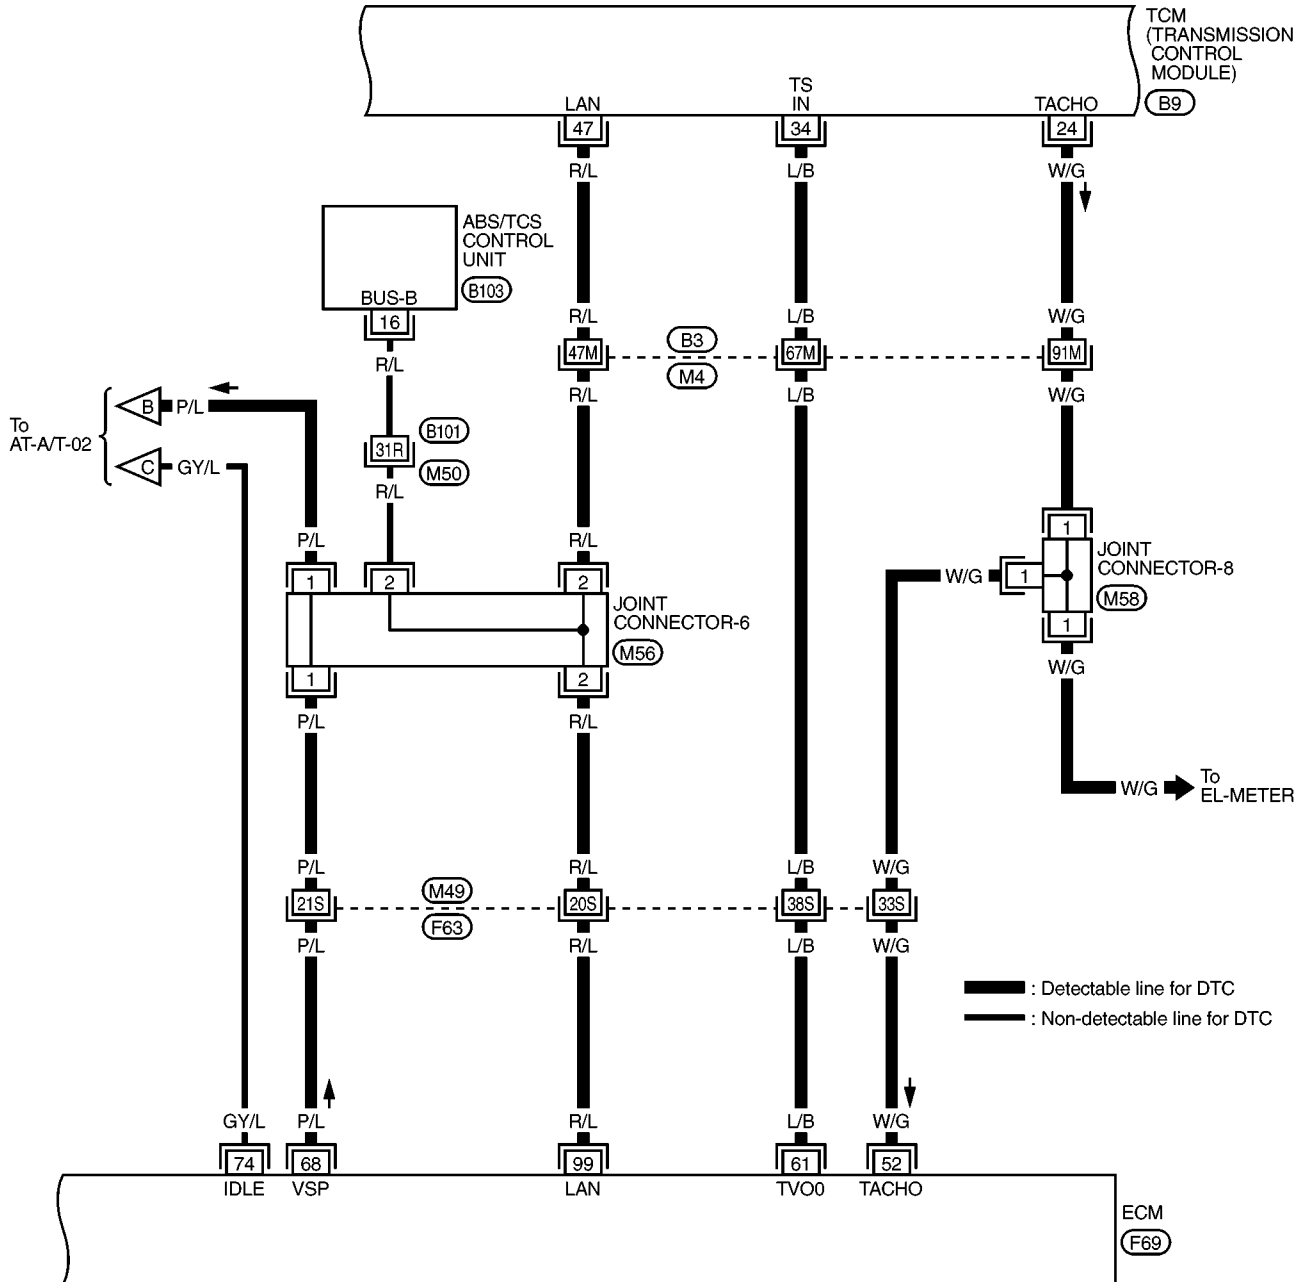 TCM
(TRANSMISSION
CONTROL
MODULE)
B9
LAN
TS
IN
TACHO
47
34
24
R/L
L/B
W/G
ABS/TCS
CONTROL
UNIT
B103
BUS-B
16
R/L
R/L
L/B
W/G
47M
B3
M4
67M
91M
R/L
L/B
W/G
To
AT-A/T-02
B
P/L
C
GY/L
31R
B101
M50
R/L
P/L
R/L
1
2
2
1
JOINT
CONNECTOR-8
M58
W/G
1
1
W/G
JOINT
CONNECTOR-6
M56
1
2
P/L
R/L
W/G
To
EL-METER
P/L
R/L
L/B
W/G
21S
M49
F63
20S
38S
33S
P/L
R/L
L/B
W/G
: Detectable line for DTC
: Non-detectable line for DTC
GY/L
P/L
R/L
L/B
W/G
74
68
99
61
52
IDLE
VSP
LAN
TVO0
TACHO
ECM
F69